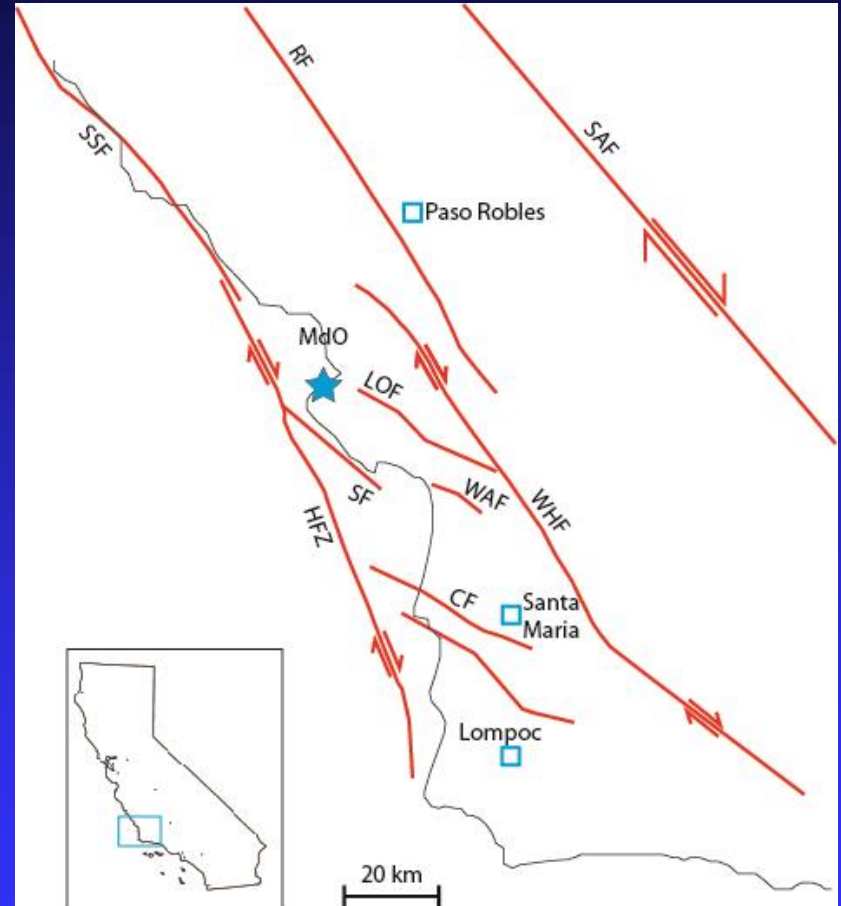 RF
SSF
SAF
Paso Robles
MdO
LOF
SF
WAF
WHF
HFZ
CF
Santa
Maria
Lompoc
20 km